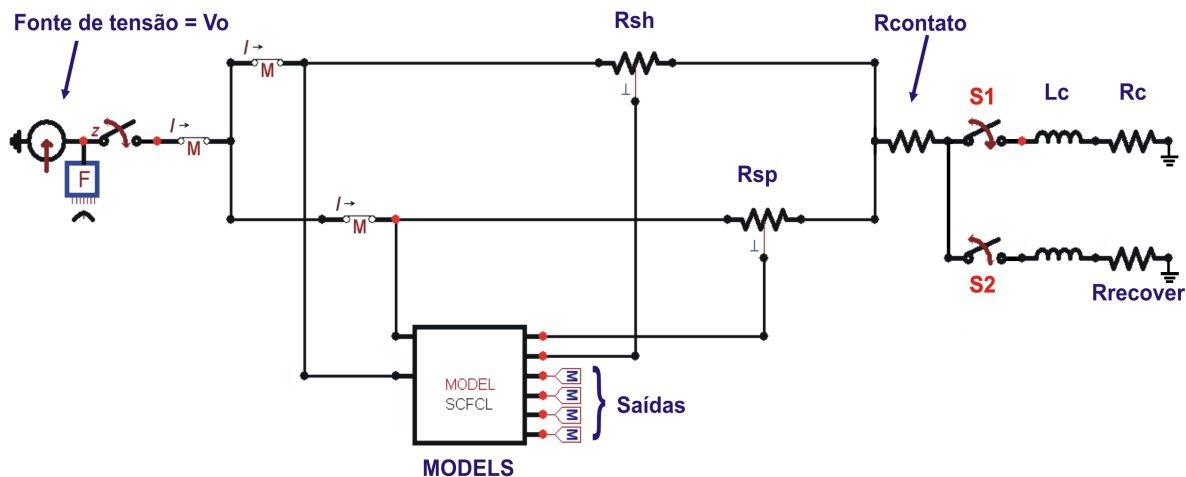 Fonte de tensão = Vo
Rsh
Rcontato
I →
M
S1
Lc
Rc
z
I →
M
F
Rsp
I →
M
⊥
⊥
S2
Rrecover
MODEL
SCFCL
M
M
M
M
Saídas
MODELS